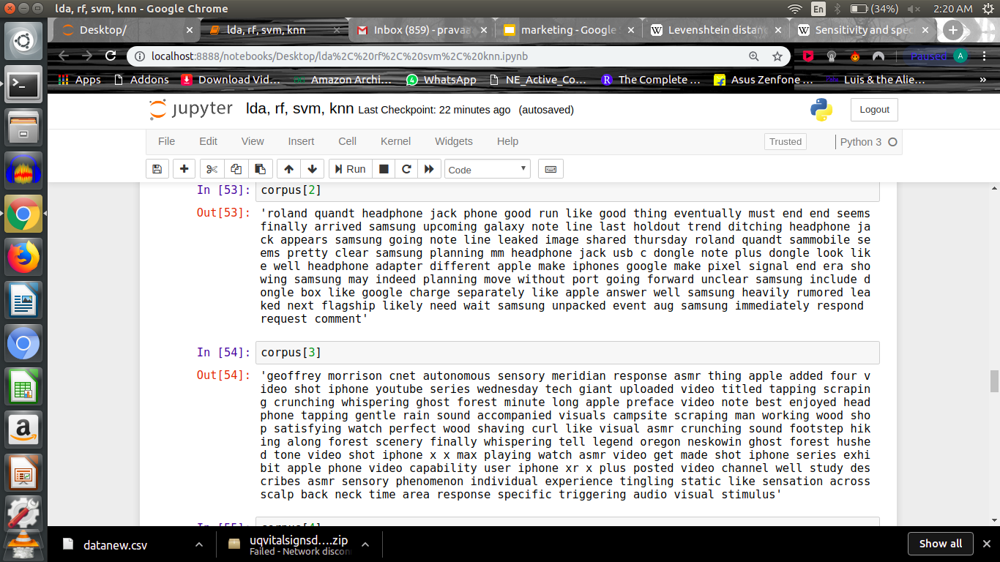 lda, rf, svm, knn - Google Chrome
En
(34%)
2:20 AM
Desktop/
lda, rf, svm, knn
Inbox (859) - prava
marketing - Google
Levenshtein distan
Sensitivity and spec
localhost:8888/notebooks/Desktop/lda%2C%20rf%2C%20svm%2C%20knn.ipynb
Paused
A
Apps
Addons
Download Vid...
Amazon Archi...
4
WhatsApp
NE_Active_Co...
R
The Complete ...
Asus Zenfone ...
Luis & the Alie...
»
jupyter
lda, rf, svm, knn Last Checkpoint: 22 minutes ago (autosaved)
Logout
File Edit View Insert Cell Kernel Widgets Help
Trusted
Python 3
Run
Code
In [53]: corpus[2]
Out[53]: 'roland quandt headphone jack phone good run like good thing eventually must end end seems
finally arrived samsung upcoming galaxy note line last holdout trend ditching headphone ja
ck appears samsung going note line leaked image shared thursday roland quandt sammobile se
ems pretty clear samsung planning mm headphone jack usb c dongle note plus dongle look lik
e well headphone adapter different apple make iphones google make pixel signal end era sho
wing samsung may indeed planning move without port going forward unclear samsung include d
ongle box like google charge separately like apple answer well samsung heavily rumored lea
ked next flagship likely need wait samsung unpacked event aug samsung immediately respond
request comment'
In [54]: corpus[3]
Out[54]: 'geoffrey morrison cnet autonomous sensory meridian response asmr thing apple added four v
ideo shot iphone youtube series wednesday tech giant uploaded video titled tapping scrapin
g crunching whispering ghost forest minute long apple preface video note best enjoyed head
phone tapping gentle rain sound accompanied visuals campsite scraping man working wood sho
p satisfying watch perfect wood shaving curl like visual asmr crunching sound footstep hik
ing along forest scenery finally whispering tell legend oregon neskowin ghost forest hushe
d tone video shot iphone x x max playing watch asmr video get made shot iphone series exhi
bit apple phone video capability user iphone xr x plus posted video channel well study des
cribes asmr sensory phenomenon individual experience tingling static like sensation across
scalp back neck time area response specific triggering audio visual stimulus'
In [55]: corpus[4]
datanew.csv
uqvitalsignsd....zip
Failed - Network discon
Show all